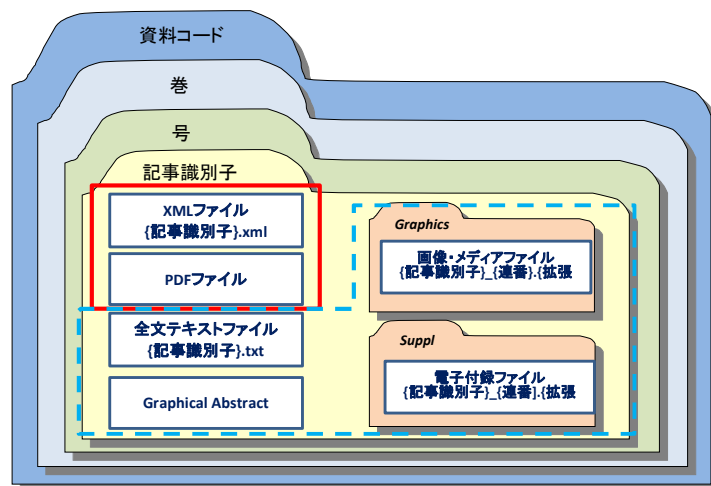 資料コード
巻
号
記事識別子
XMLファイル
{記事識別子}.xml
PDFファイル
全文テキストファイル
{記事識別子}.txt
Graphical Abstract
Graphics
画像・メディアファイル
{記事識別子}_{連番}.{拡張
Suppl
電子付録ファイル
{記事識別子}_{連番].{拡張